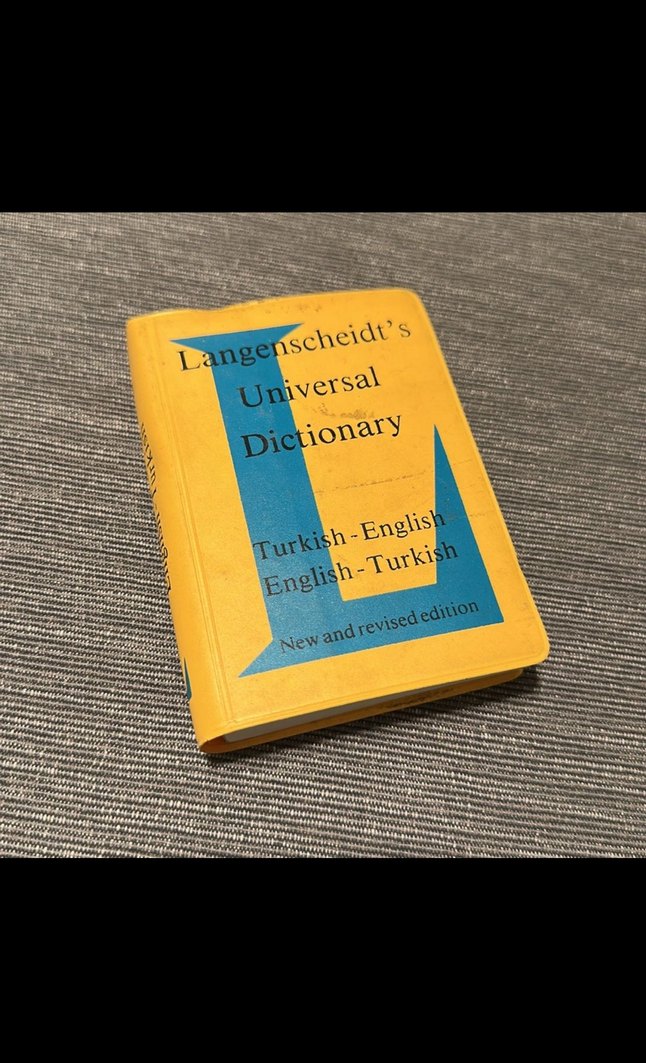 Langenscheidt's
Universal
Dictionary
Turkish-English
English-Turkish
New and revised edition